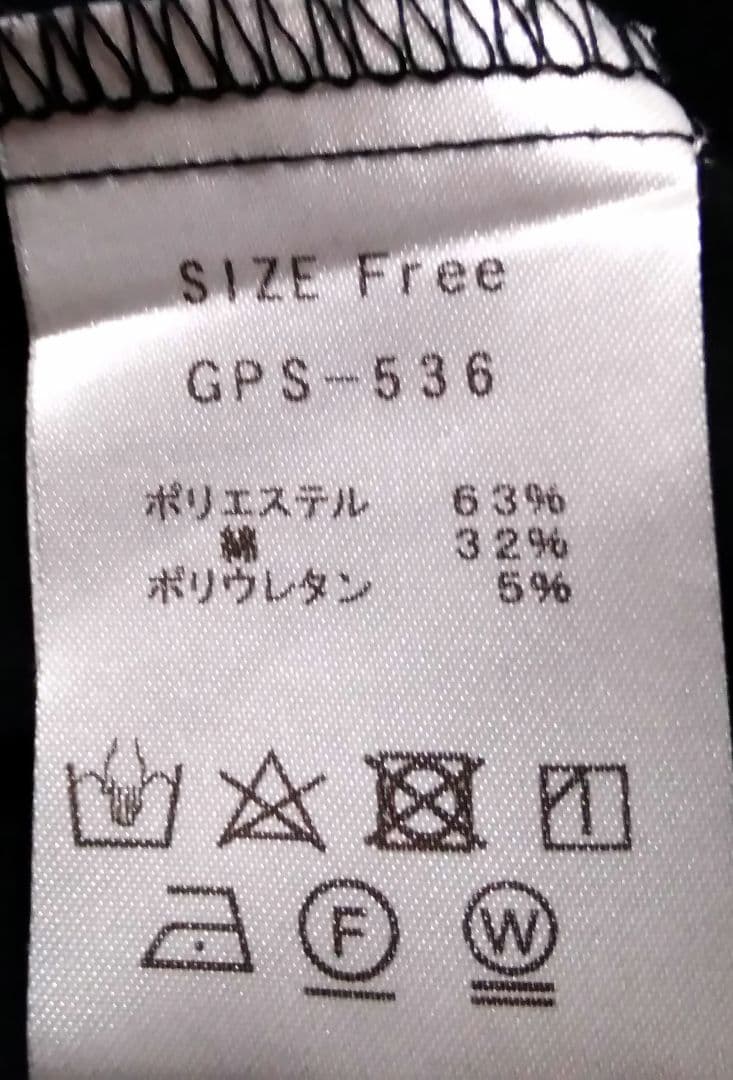 SIZE Free
GPS-536
ポリエステル 63%
綿 32%
ポリウレタン 5%
F
W